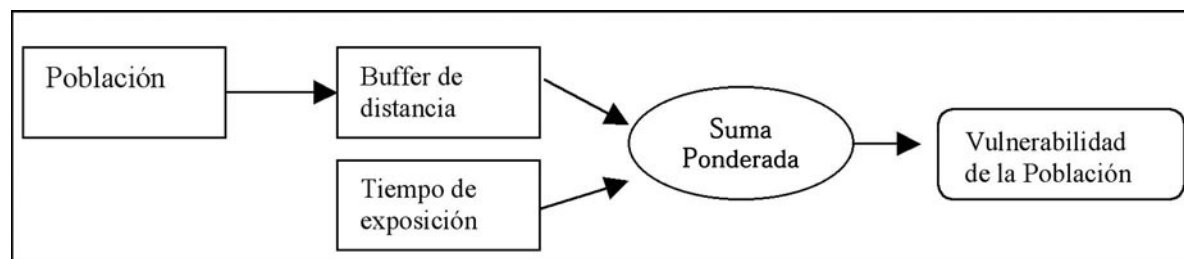 Población
Buffer de
distancia
Tiempo de
exposición
Suma
Ponderada
Vulnerabilidad
de la Población